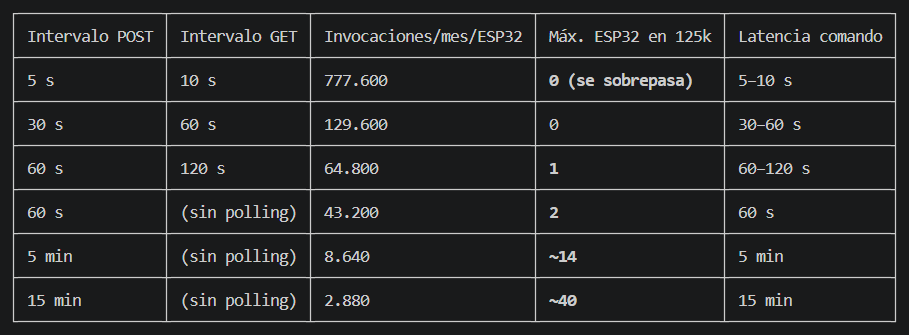 Intervalo POST Intervalo GET Invocaciones/mes/ESP32 Máx. ESP32 en 125k Latencia comando
5 s 10 s 777.600 0 (se sobrepasa) 5–10 s
30 s 60 s 129.600 0 30–60 s
60 s 120 s 64.800 1 60–120 s
60 s (sin polling) 43.200 2 60 s
5 min (sin polling) 8.640 ~14 5 min
15 min (sin polling) 2.880 ~40 15 min